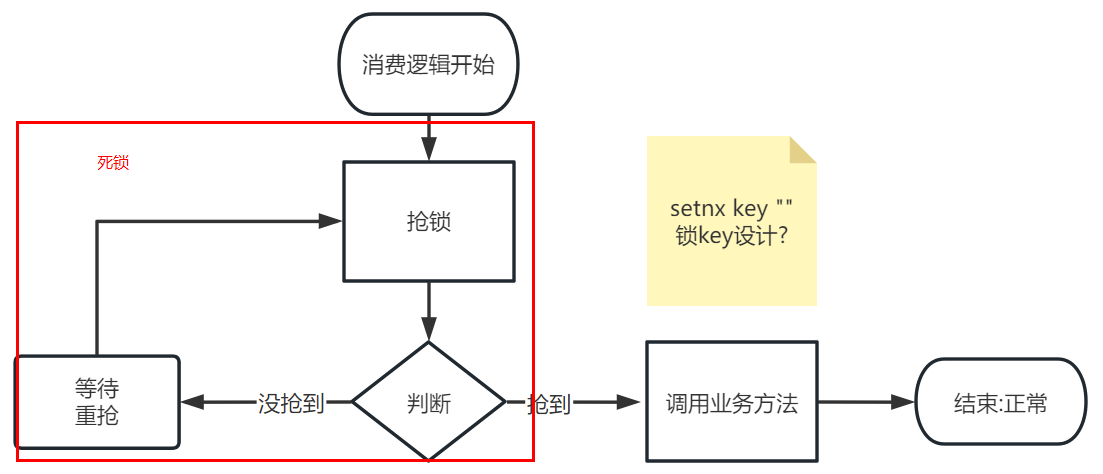 消费逻辑开始
死锁
抢锁
setnx key ""
锁key设计?
等待
重抢
没抢到
判断
抢到
调用业务方法
结束:正常